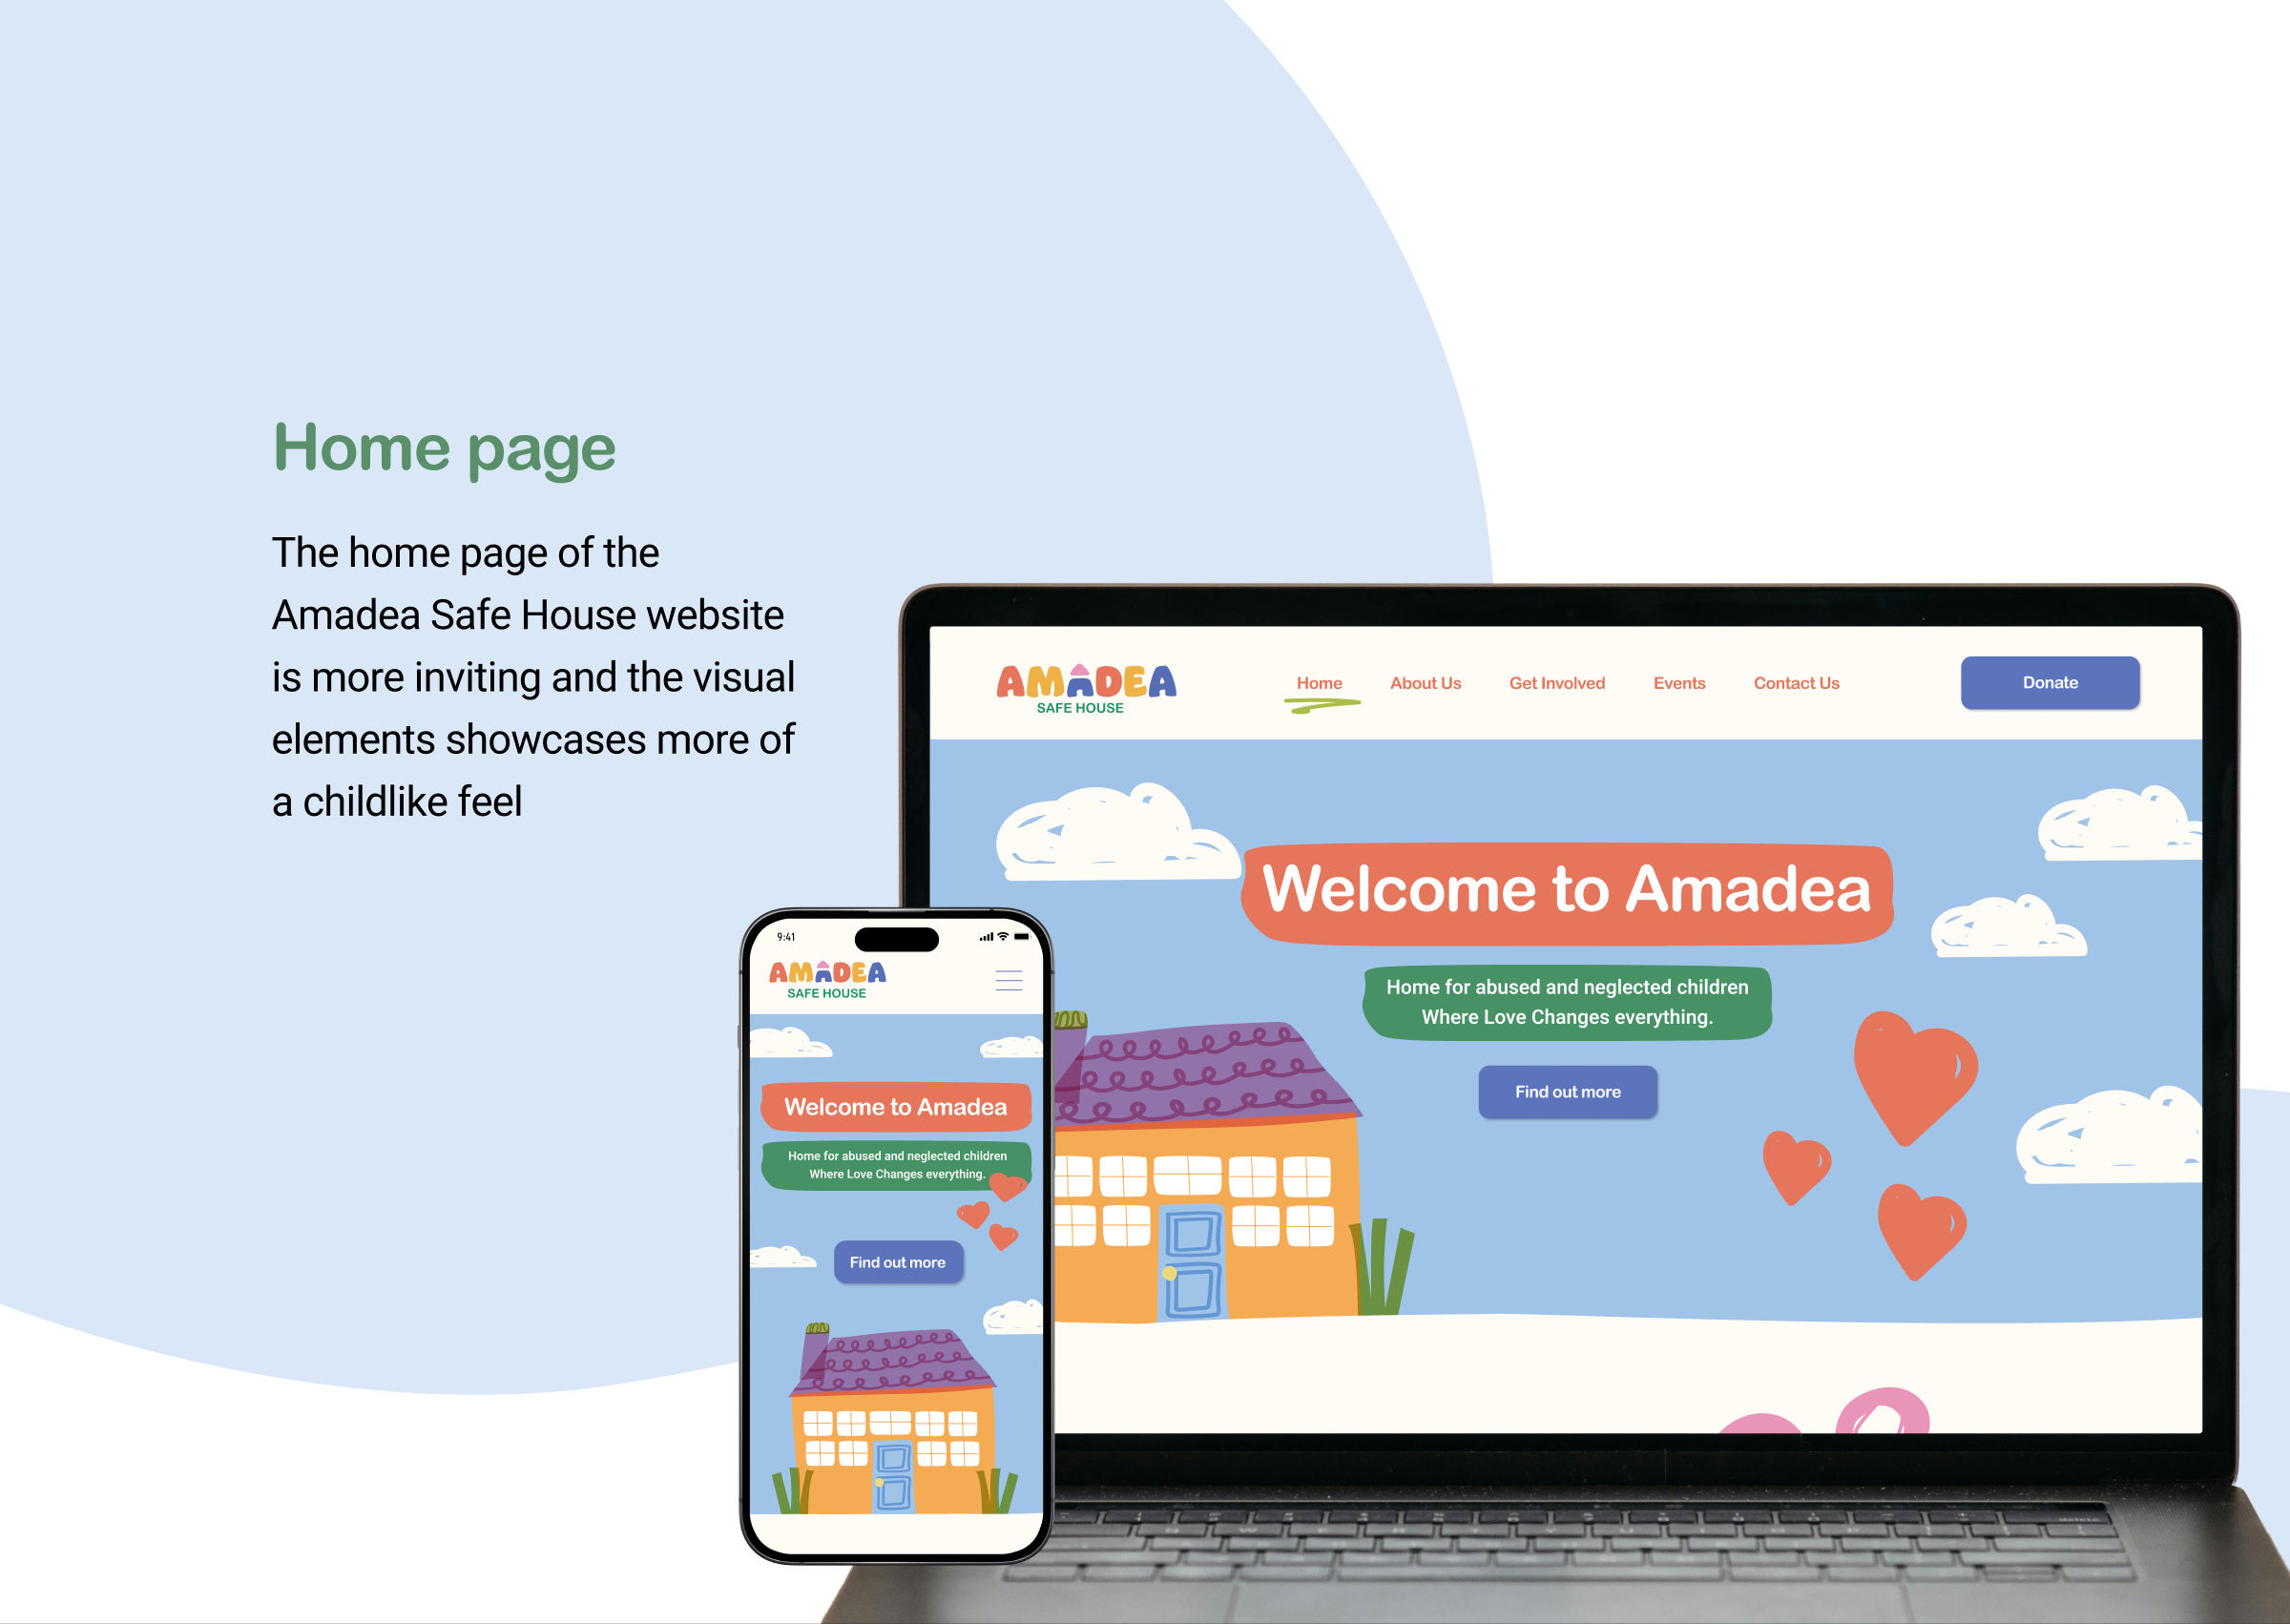 Home page
The home page of the
Amadea Safe House website
is more inviting and the visual
elements showcases more of
a childlike feel
AMADEA
SAFE HOUSE
Home
About Us
Get Involved
Events
Contact Us
Donate
Welcome to Amadea
Home for abused and neglected children
Where Love Changes everything.
Find out more
9:41
AMADEA
SAFE HOUSE
Welcome to Amadea
Home for abused and neglected children
Where Love Changes everything.
Find out more
delete